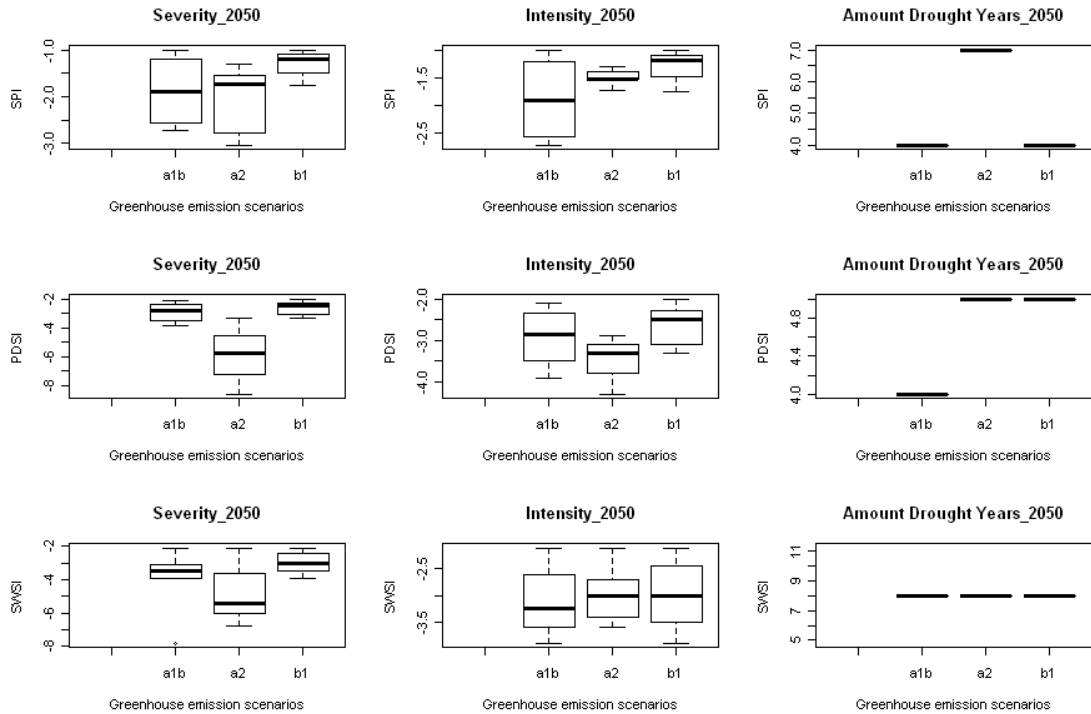 Severity_2050
Intensity_2050
Amount Drought Years_2050
SPI
-3.0
-2.0
-1.0
a1b
a2
b1
Greenhouse emission scenarios
SPI
-2.5
-1.5
a1b
a2
b1
Greenhouse emission scenarios
SPI
4.0
5.0
6.0
7.0
a1b
a2
b1
Greenhouse emission scenarios
Severity_2050
Intensity_2050
Amount Drought Years_2050
PDSI
-8
-6
-4
-2
a1b
a2
b1
Greenhouse emission scenarios
PDSI
-4.0
-3.0
-2.0
a1b
a2
b1
Greenhouse emission scenarios
PDSI
4.0
4.4
4.8
a1b
a2
b1
Greenhouse emission scenarios
Severity_2050
Intensity_2050
Amount Drought Years_2050
SWSI
-8
-6
-4
-2
a1b
a2
b1
Greenhouse emission scenarios
SWSI
-3.5
-2.5
a1b
a2
b1
Greenhouse emission scenarios
SWSI
5
7
9
11
a1b
a2
b1
Greenhouse emission scenarios